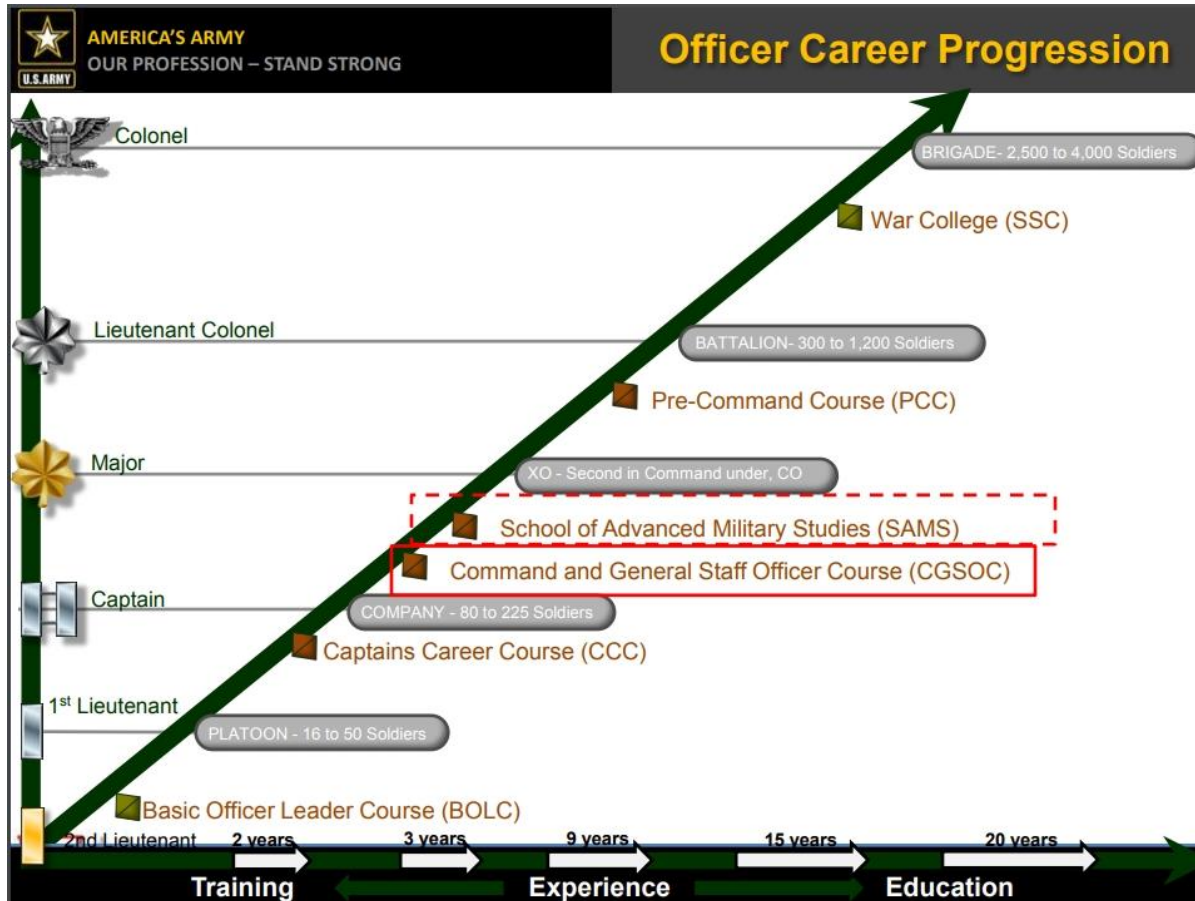 AMERICA'S ARMY
OUR PROFESSION – STAND STRONG
U.S.ARMY
Officer Career Progression
Colonel
BRIGADE- 2,500 to 4,000 Soldiers
War College (SSC)
Lieutenant Colonel
BATTALION- 300 to 1,200 Soldiers
Pre-Command Course (PCC)
Major
XO - Second in Command under, CO
School of Advanced Military Studies (SAMS)
Command and General Staff Officer Course (CGSOC)
Captain
COMPANY - 80 to 225 Soldiers
Captains Career Course (CCC)
1st Lieutenant
PLATOON - 16 to 50 Soldiers
Basic Officer Leader Course (BOLC)
2nd Lieutenant
2 years
3 years
9 years
15 years
20 years
Training
Experience
Education